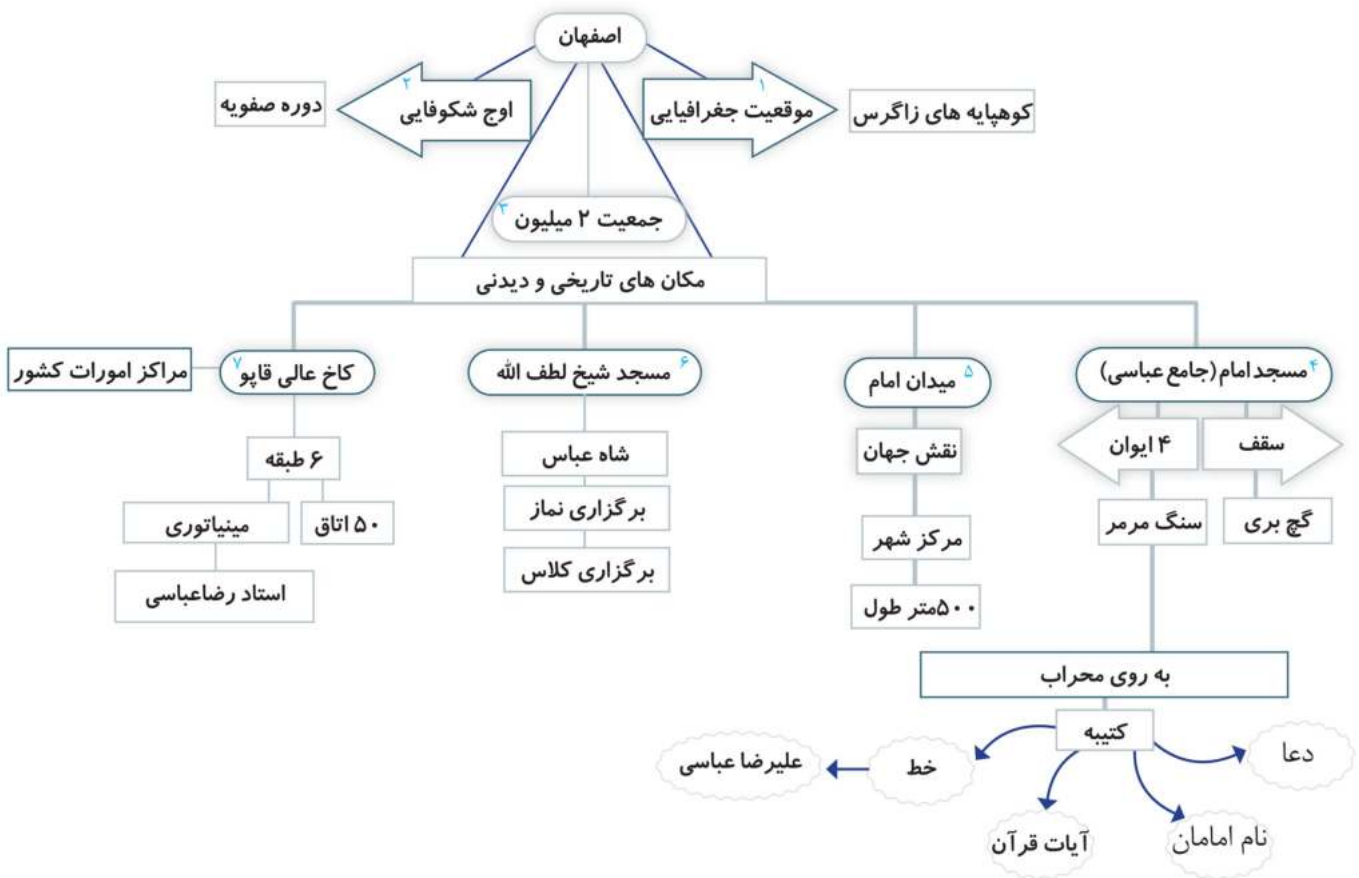 اصفهان
۱ موقعیت جغرافیایی
کوهپایه های زاگرس
۲ اوج شکوفایی
دوره صفویه
۳ جمعیت ۲ میلیون
مکان های تاریخی و دیدنی
۴ مسجد امام (جامع عباسی)
سقف
گچ بری
۴ ایوان
سنگ مرمر
به روی محراب
کتیبه
دعا
نام امامان
آیات قرآن
خط
علیرضا عباسی
۵ میدان امام
نقش جهان
مرکز شهر
۵۰۰متر طول
۶ مسجد شیخ لطف الله
شاه عباس
برگزاری نماز
برگزاری کلاس
۷ کاخ عالی قاپو
مراکز امورات کشور
۶ طبقه
۵۰ اتاق
مینیاتوری
استاد رضاعباسی